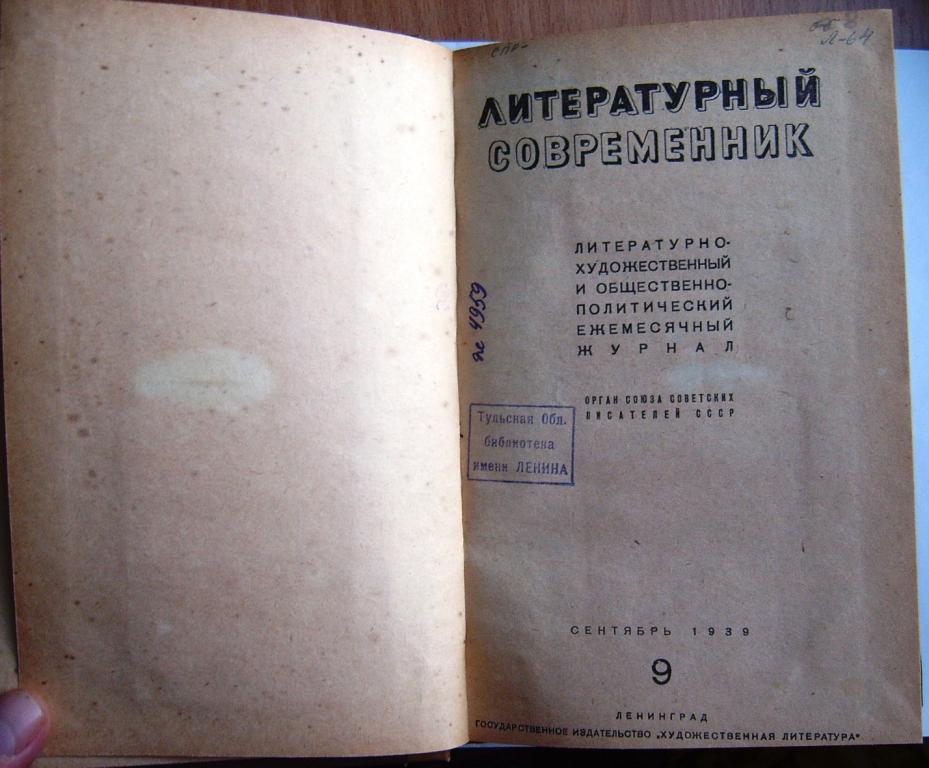 спр-
Л-64
ЛИТЕРАТУРНЫЙ
СОВРЕМЕННИК
ЛИТЕРАТУРНО-
ХУДОЖЕСТВЕННЫЙ
И ОБЩЕСТВЕННО-
ПОЛИТИЧЕСКИЙ
ЕЖЕМЕСЯЧНЫЙ
ЖУРНАЛ
ОРГАН СОЮЗА СОВЕТСКИХ
ПИСАТЕЛЕЙ СССР
4959
Тульская Обл.
библиотека
имени ЛЕНИНА
СЕНТЯБРЬ 1939
9
ЛЕНИНГРАД
ГОСУДАРСТВЕННОЕ ИЗДАТЕЛЬСТВО „ХУДОЖЕСТВЕННАЯ ЛИТЕРАТУРА"